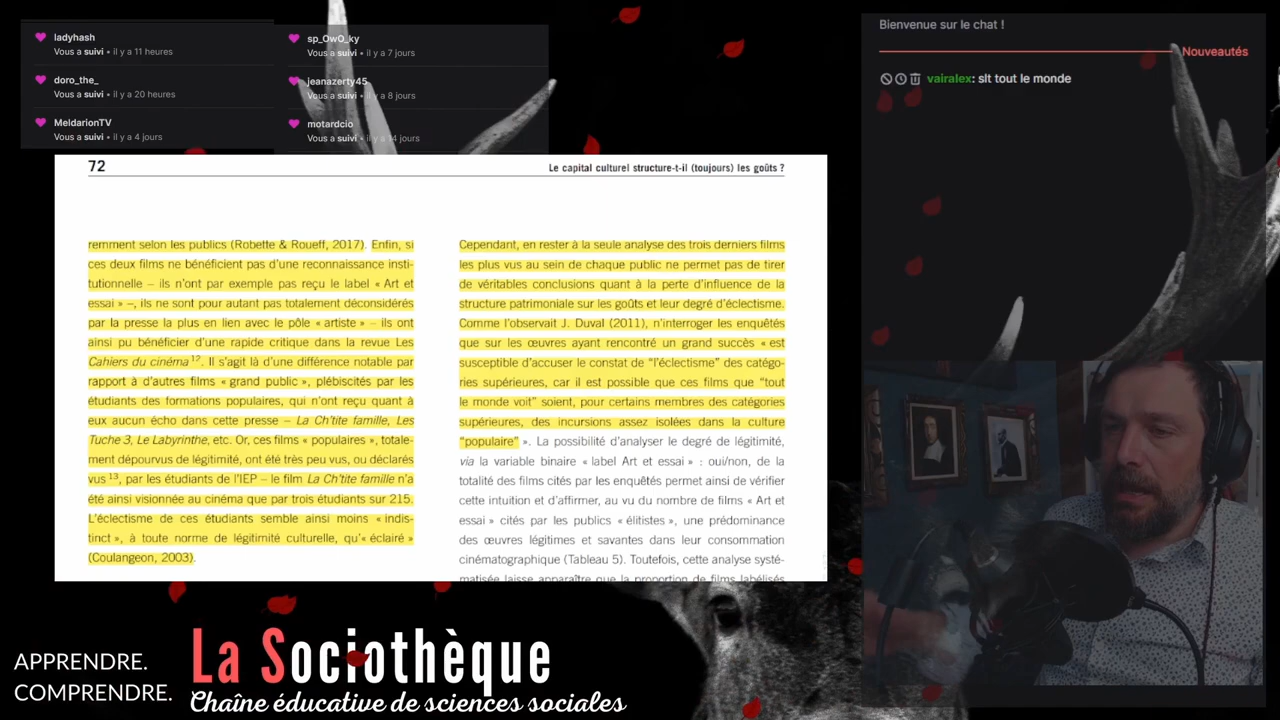 ladyhash
Vous a suivi • il y a 11 heures
doro_the_
Vous a suivi • il y a 20 heures
MeldarionTV
Vous a suivi • il y a 4 jours
sp_OwO_ky
Vous a suivi • il y a 7 jours
jeanazerty45
Vous a suivi • il y a 8 jours
motardcio
Vous a suivi • il y a 14 jours
Bienvenue sur le chat !
Nouveautés
vairalex: slt tout le monde
72
Le capital culturel structure-t-il (toujours) les goûts ?
remment selon les publics (Robette & Roueff, 2017). Enfin, si
ces deux films ne bénéficient pas d'une reconnaissance insti-
tutionnelle – ils n'ont par exemple pas reçu le label « Art et
essai » –, ils ne sont pour autant pas totalement déconsidérés
par la presse la plus en lien avec le pôle « artiste » – ils ont
ainsi pu bénéficier d'une rapide critique dans la revue Les
Cahiers du cinéma 12. Il s'agit là d'une différence notable par
rapport à d'autres films « grand public », plébiscités par les
étudiants des formations populaires, qui n'ont reçu quant à
eux aucun écho dans cette presse – La Ch'tite famille, Les
Tuche 3, Le Labyrinthe, etc. Or, ces films « populaires », totale-
ment dépourvus de légitimité, ont été très peu vus, ou déclarés
vus 13, par les étudiants de l'IEP – le film La Ch'tite famille n'a
été ainsi visionnée au cinéma que par trois étudiants sur 215.
L'éclectisme de ces étudiants semble ainsi moins « indis-
tinct », à toute norme de légitimité culturelle, qu'« éclairé »
(Coulangeon, 2003).
Cependant, en rester à la seule analyse des trois derniers films
les plus vus au sein de chaque public ne permet pas de tirer
de véritables conclusions quant à la perte d'influence de la
structure patrimoniale sur les goûts et leur degré d'éclectisme.
Comme l'observait J. Duval (2011), n'interroger les enquêtés
que sur les œuvres ayant rencontré un grand succès « est
susceptible d'accuser le constat de “l'éclectisme” des catégo-
ries supérieures, car il est possible que ces films que “tout
le monde voit” soient, pour certains membres des catégories
supérieures, des incursions assez isolées dans la culture
“populaire” ». La possibilité d'analyser le degré de légitimité,
via la variable binaire « label Art et essai » : oui/non, de la
totalité des films cités par les enquêtés permet ainsi de vérifier
cette intuition et d'affirmer, au vu du nombre de films « Art et
essai » cités par les publics « élitistes », une prédominance
des œuvres légitimes et savantes dans leur consommation
cinématographique (Tableau 5). Toutefois, cette analyse systé-
matisée laisse apparaître que la proportion de films labélisés
APPRENDRE.
COMPRENDRE.
La Sociothèque
Chaîne éducative de sciences sociales